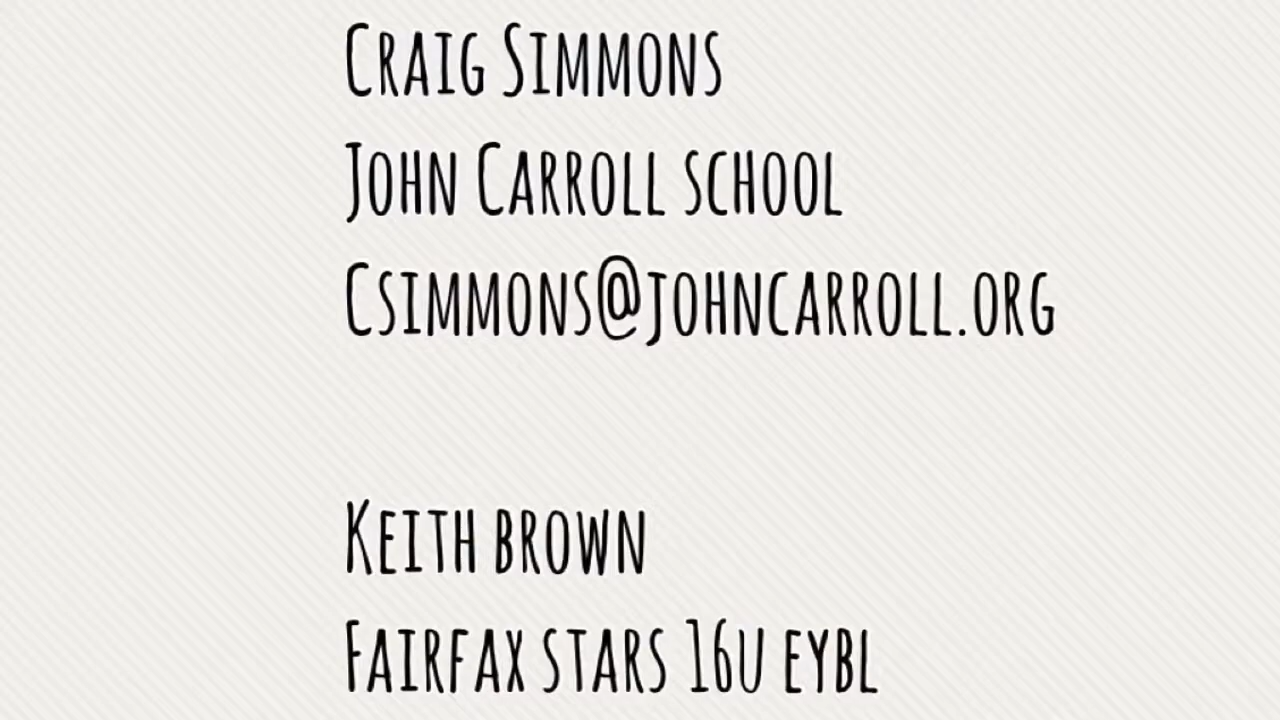 Craig Simmons
John Carroll school
Csimmons@johncarroll.org
Keith brown
Fairfax stars 16U eybl